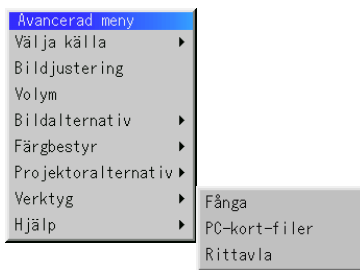 Avancerad meny
Välja källa
Bildjustering
Volym
Bildalternativ
Färgbestyr
Projektoralternativ
Verktyg
Hjälp
Fånga
PC-kort-filer
Rittavla